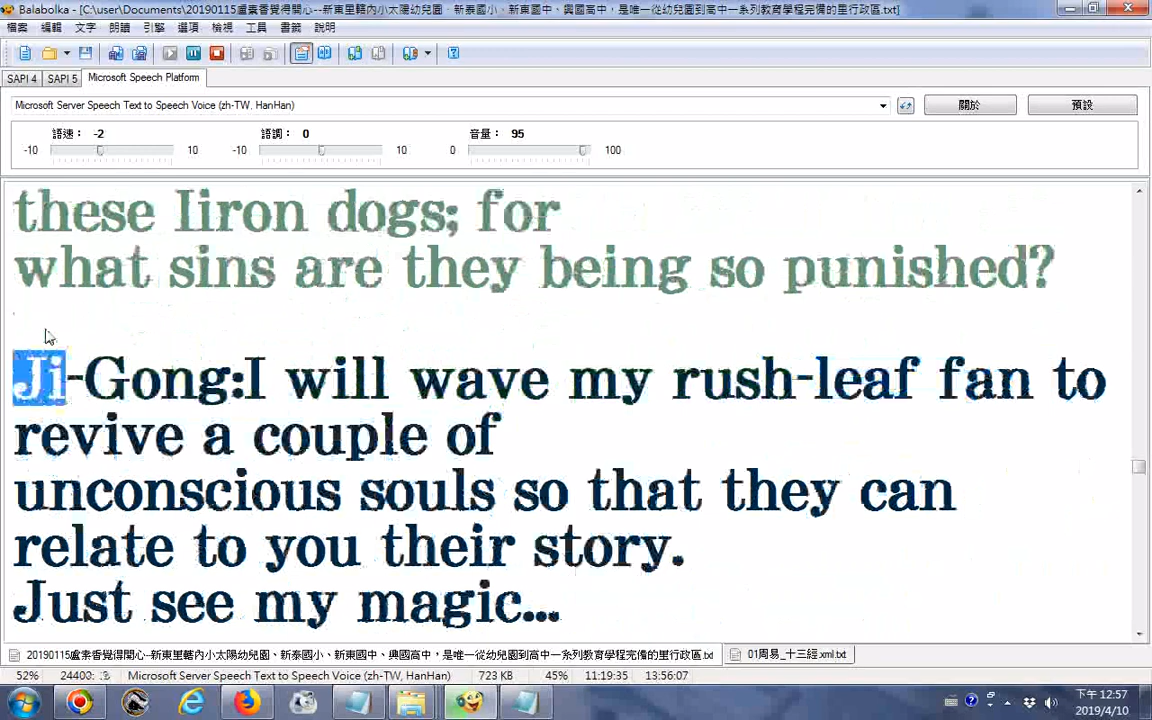 Balabolka - [C:\user\Documents\20190115盧素香覺得開心--新東里轄內小太陽幼兒園﹑新泰國小﹑新東國中﹑興國高中，是唯一從幼兒園到高中一系列教育學程完備的里行政區.txt]
檔案 編輯 文字 朗讀 引擎 選項 檢視 工具 書籤 說明
SAPI 4 SAPI 5 Microsoft Speech Platform
Microsoft Server Speech Text to Speech Voice (zh-TW, HanHan) 關於 預設
語速： -2 語調： 0 音量： 95
-10 10 -10 10 0 100
these Iiron dogs; for
what sins are they being so punished?
Ji-Gong:I will wave my rush-leaf fan to
revive a couple of
unconscious souls so that they can
relate to you their story.
Just see my magic...
20190115盧素香覺得開心--新東里轄內小太陽幼兒園﹑新泰國小﹑新東國中﹑興國高中，是唯一從幼兒園到高中一系列教育學程完備的里行政區.txt 01周易_十三經.xml.txt
52% Microsoft Server Speech Text to Speech Voice (zh-TW, HanHan) 723 KB 45% 11:19:35 13:56:07
下午 12:57
2019/4/10